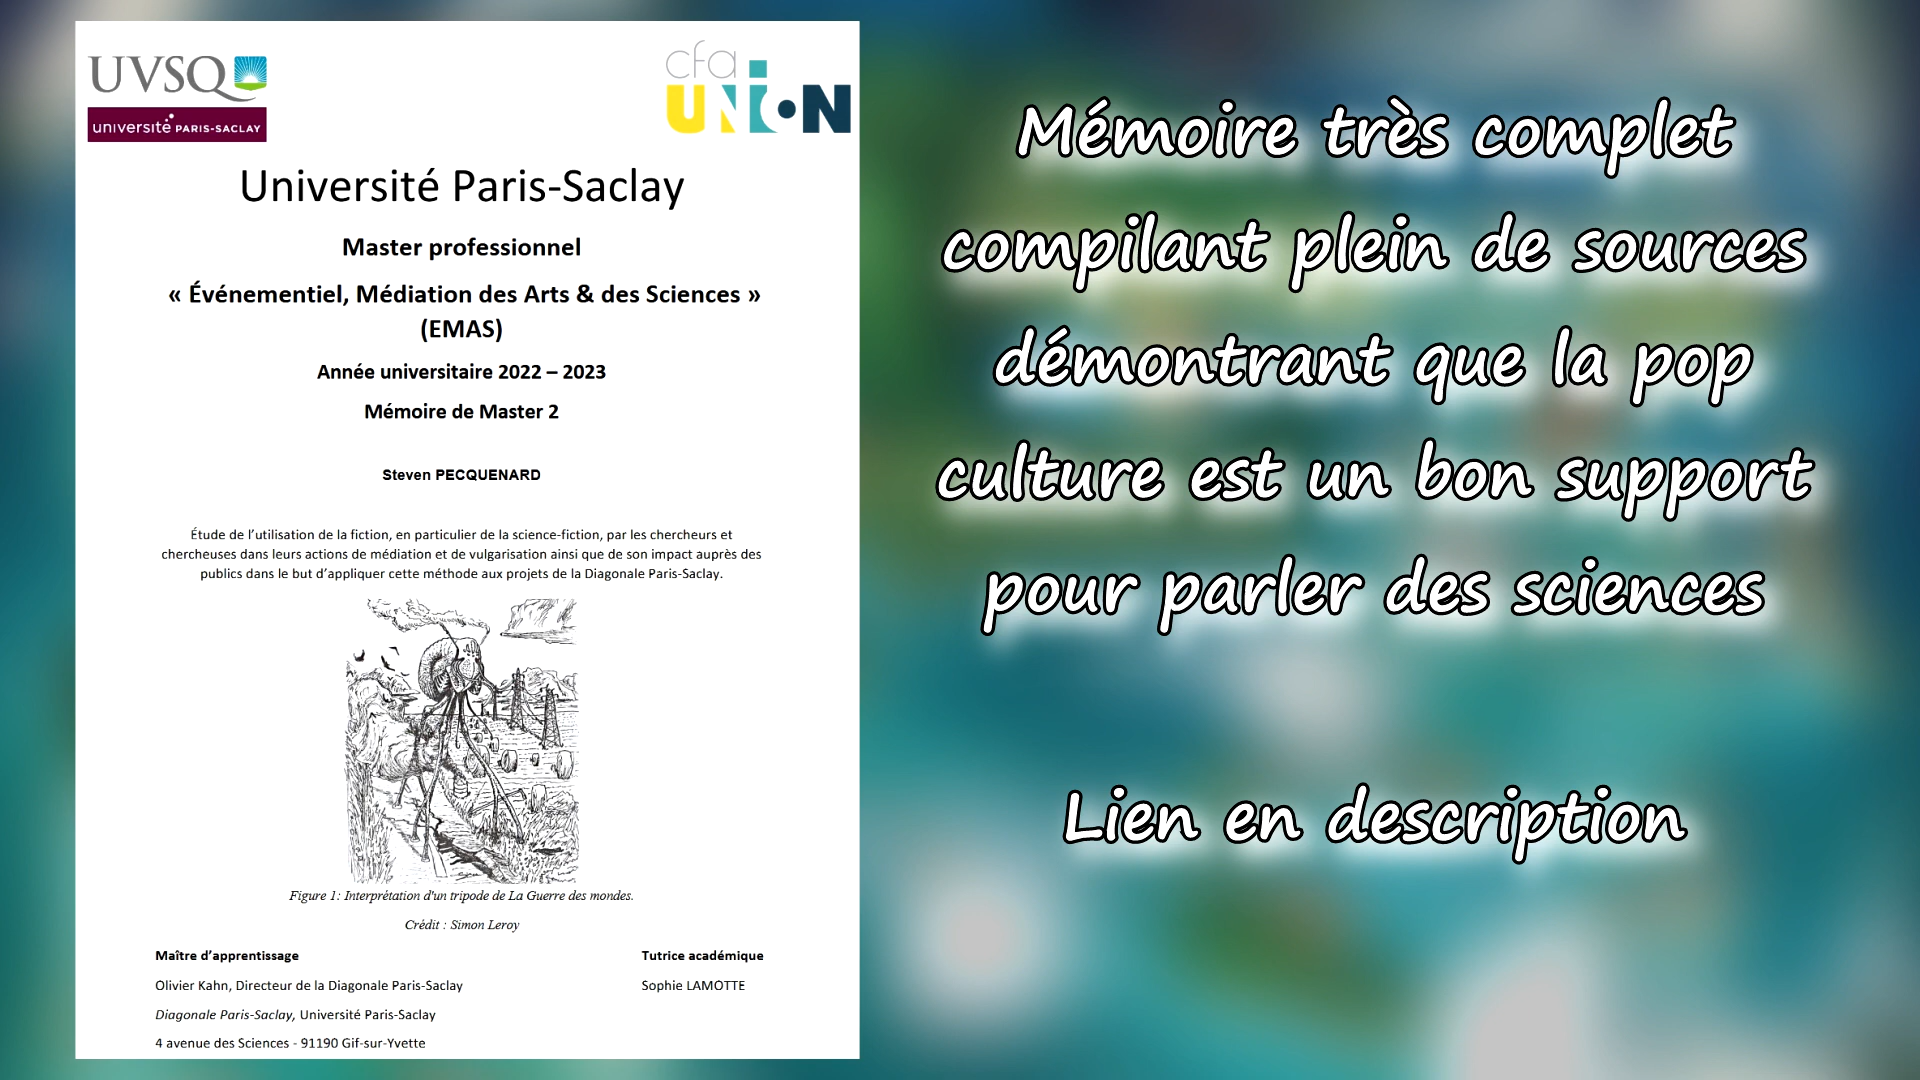 UVSQ
université PARIS-SACLAY
cfa
UNION
Université Paris-Saclay
Master professionnel
« Événementiel, Médiation des Arts & des Sciences »
(EMAS)
Année universitaire 2022 – 2023
Mémoire de Master 2
Steven PECQUENARD
Étude de l’utilisation de la fiction, en particulier de la science-fiction, par les chercheurs et
chercheuses dans leurs actions de médiation et de vulgarisation ainsi que de son impact auprès des
publics dans le but d’appliquer cette méthode aux projets de la Diagonale Paris-Saclay.
Figure 1: Interprétation d'un tripode de La Guerre des mondes.
Crédit : Simon Leroy
Maître d’apprentissage
Olivier Kahn, Directeur de la Diagonale Paris-Saclay
Diagonale Paris-Saclay, Université Paris-Saclay
4 avenue des Sciences - 91190 Gif-sur-Yvette
Tutrice académique
Sophie LAMOTTE
Mémoire très complet
compilant plein de sources
démontrant que la pop
culture est un bon support
pour parler des sciences
Lien en description